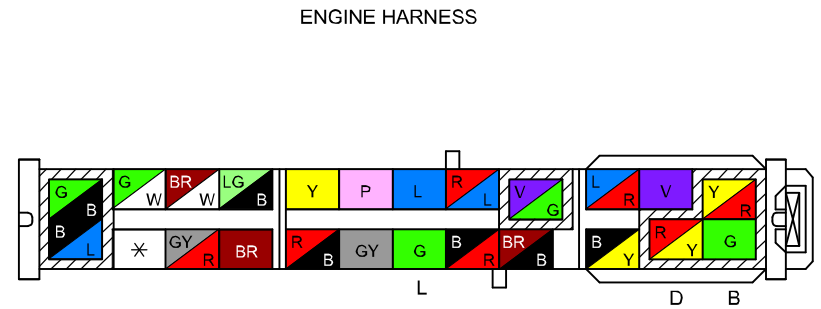 ENGINE HARNESS
G B G W BR W LG B Y P L R L V G L R V Y R
B L * GY R BR R B GY G B R BR B B Y R Y G
L D B